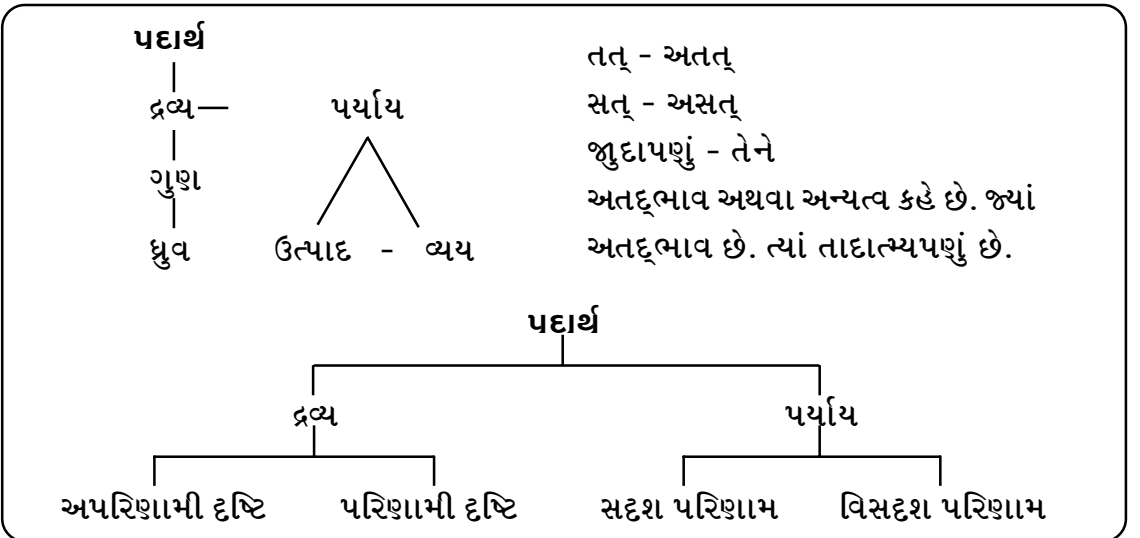 પદાર્થ
દ્રવ્ય — પર્યાય
ગુણ
ધ્રુવ ઉત્પાદ - વ્યય
તત્ - અતત્
સત્ - અસત્
જાુદાપણું - તેને
અતદ્ભાવ અથવા અન્યત્વ કહે છે. જ્યાં
અતદ્ભાવ છે. ત્યાં તાદાત્મ્યપણું છે.
પદાર્થ
દ્રવ્ય પર્યાય
અપરિણામી દૃષ્ટિ પરિણામી દૃષ્ટિ સદૃશ પરિણામ વિસદૃશ પરિણામ